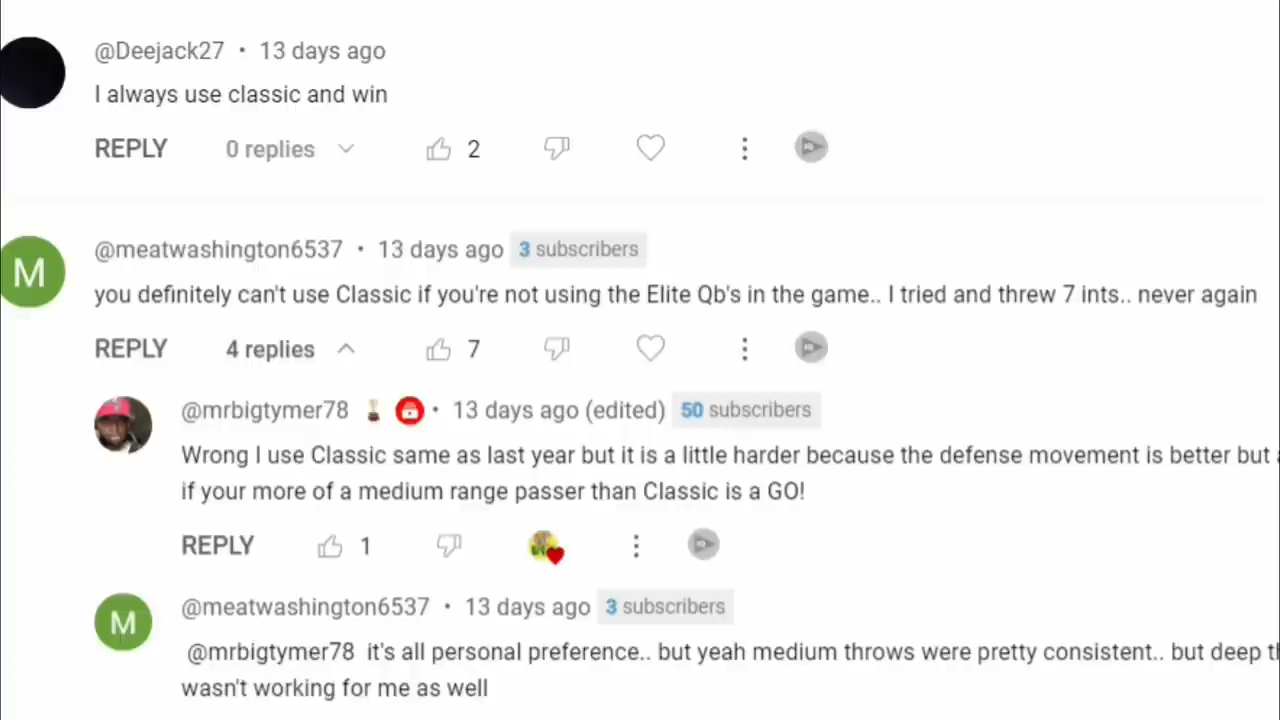 @Deejack27 • 13 days ago
I always use classic and win
REPLY 0 replies 2
@meatwashington6537 • 13 days ago 3 subscribers
M
you definitely can't use Classic if you're not using the Elite Qb's in the game.. I tried and threw 7 ints.. never again
REPLY 4 replies 7
@mrbigtymer78 • 13 days ago (edited) 50 subscribers
Wrong I use Classic same as last year but it is a little harder because the defense movement is better but
if your more of a medium range passer than Classic is a GO!
REPLY 1
@meatwashington6537 • 13 days ago 3 subscribers
M
@mrbigtymer78 it's all personal preference.. but yeah medium throws were pretty consistent.. but deep
wasn't working for me as well